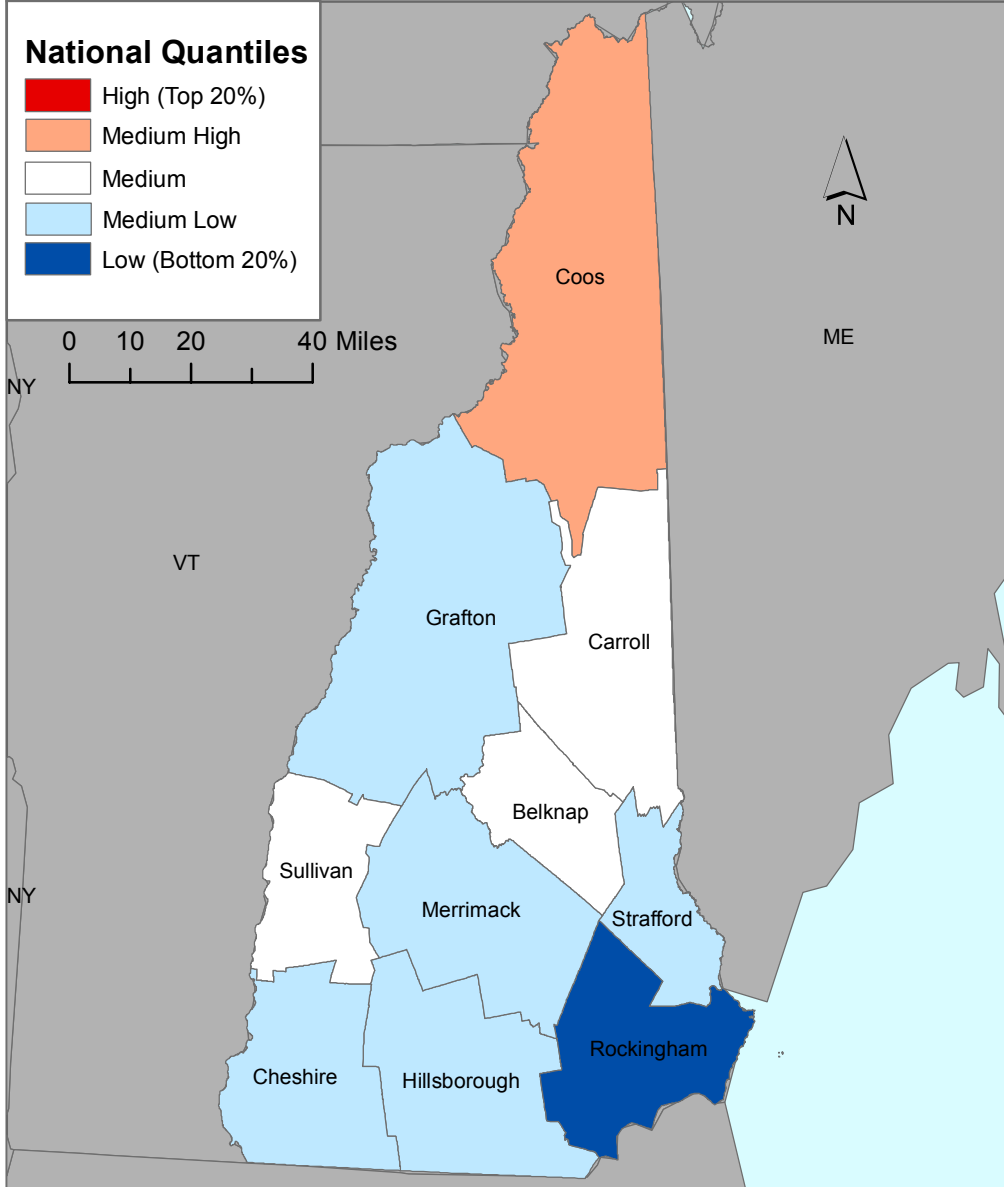 National Quantiles
High (Top 20%)
Medium High
Medium
Medium Low
Low (Bottom 20%)
0 10 20 40 Miles
N
Coos
ME
NY
VT
Grafton
Carroll
Belknap
Sullivan
NY
Merrimack
Strafford
Rockingham
Cheshire
Hillsborough